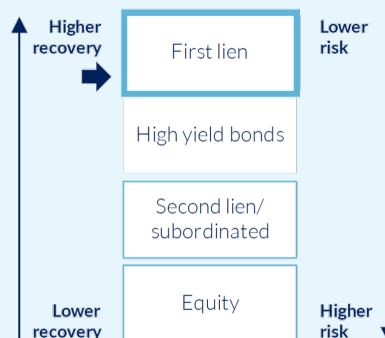 Higher
recovery
First lien
Lower
risk
High yield bonds
Second lien/
subordinated
Equity
Lower
recovery
Higher
risk